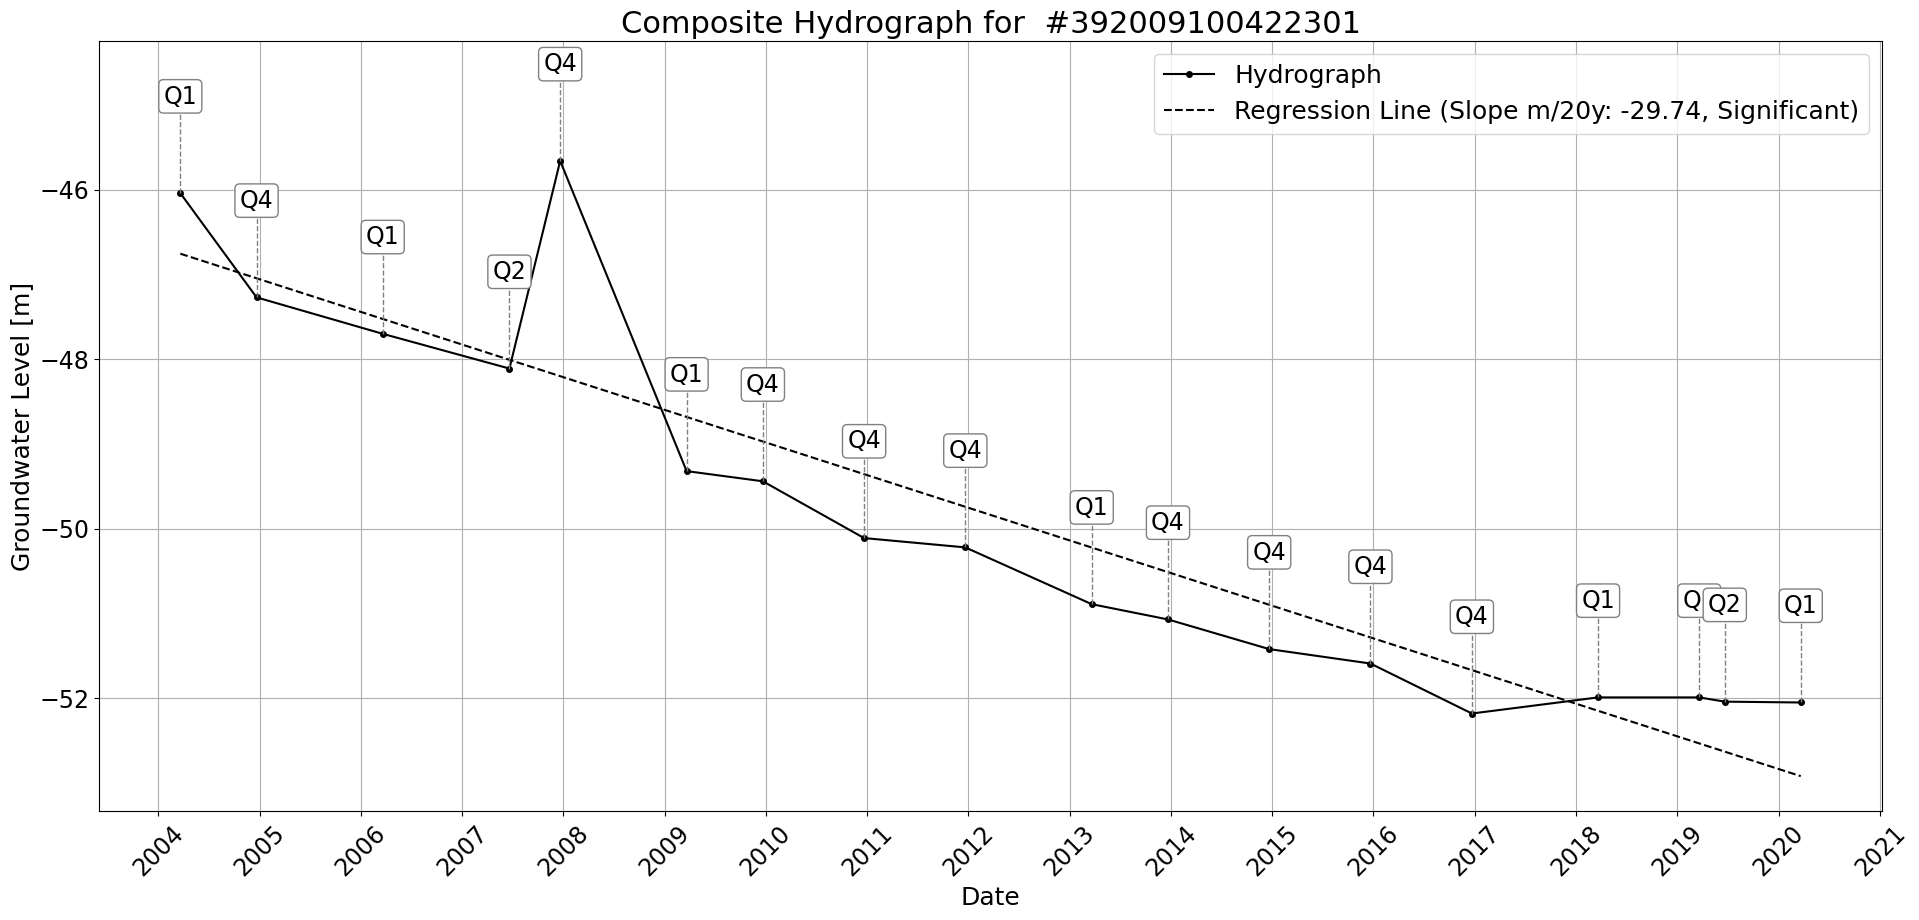 Composite Hydrograph for #392009100422301
Hydrograph
Regression Line (Slope m/20y: -29.74, Significant)
Groundwater Level [m]
−46
−48
−50
−52
Q1
Q4
Q1
Q2
Q4
Q1
Q4
Q4
Q4
Q1
Q4
Q4
Q4
Q4
Q1
Q2
Q1
2004
2005
2006
2007
2008
2009
2010
2011
2012
2013
2014
2015
2016
2017
2018
2019
2020
2021
Date